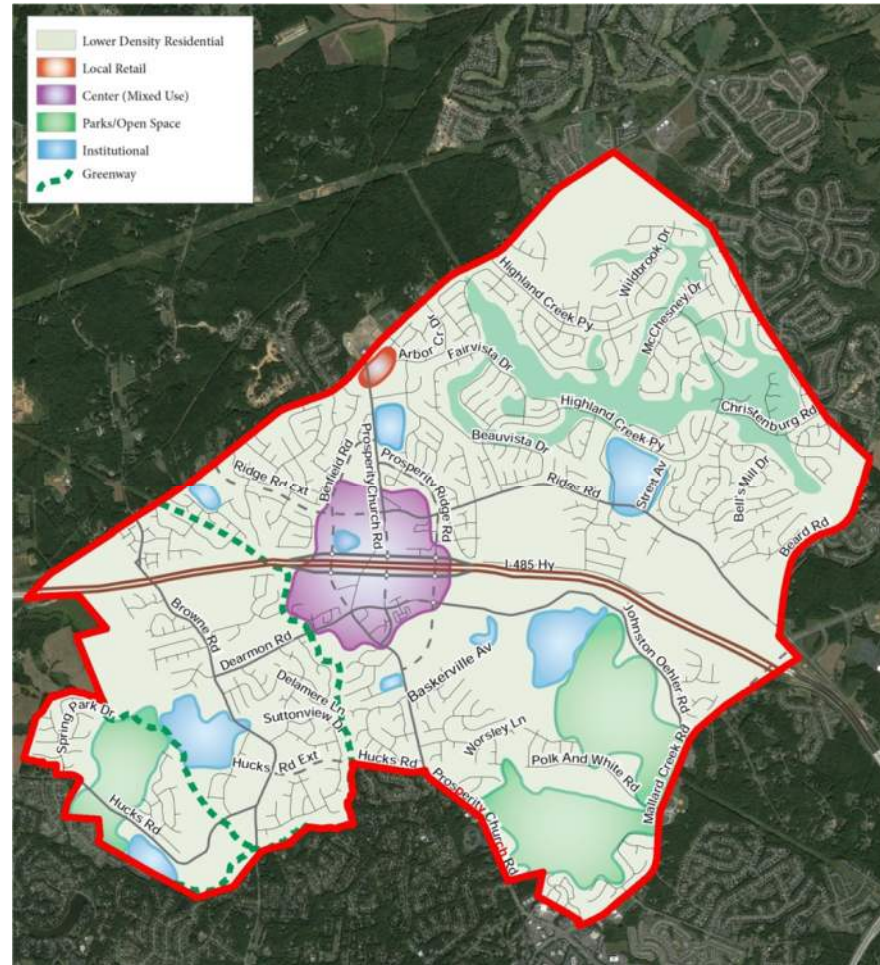 Lower Density Residential
Local Retail
Center (Mixed Use)
Parks/Open Space
Institutional
Greenway
Wildbrook Dr
Highland Creek Py
McChesney Dr
Arbor Cr Dr
Fairvista Dr
Christenburg Rd
Highland Creek Py
Beauvista Dr
Benfield Rd
Prosperity Church Rd
Prosperity Ridge Rd
Ridge Rd Ext
Ridge Rd
Street Av
Bell's Mill Dr
Beard Rd
I-485 Hy
Browne Rd
Dearmon Rd
Johnston Oehler Rd
Baskerville Av
Delamere Ln
Suttonview Dr
Spring Park Dr
Worsley Ln
Hucks Rd Ext
Hucks Rd
Polk And White Rd
Mallard Creek Rd
Hucks Rd
Prosperity Church Rd